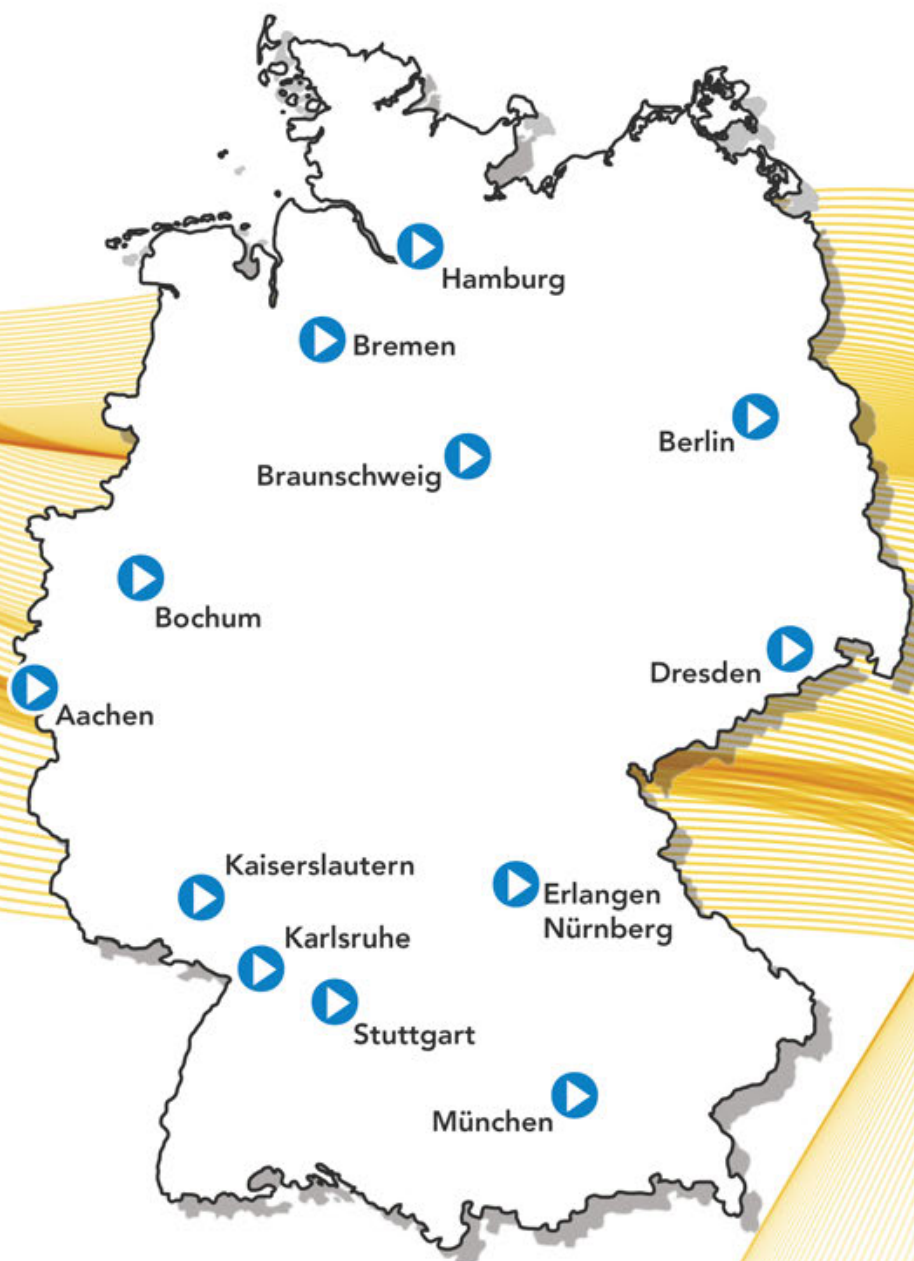 Hamburg
Bremen
Berlin
Braunschweig
Bochum
Dresden
Aachen
Kaiserslautern
Erlangen
Nürnberg
Karlsruhe
Stuttgart
München